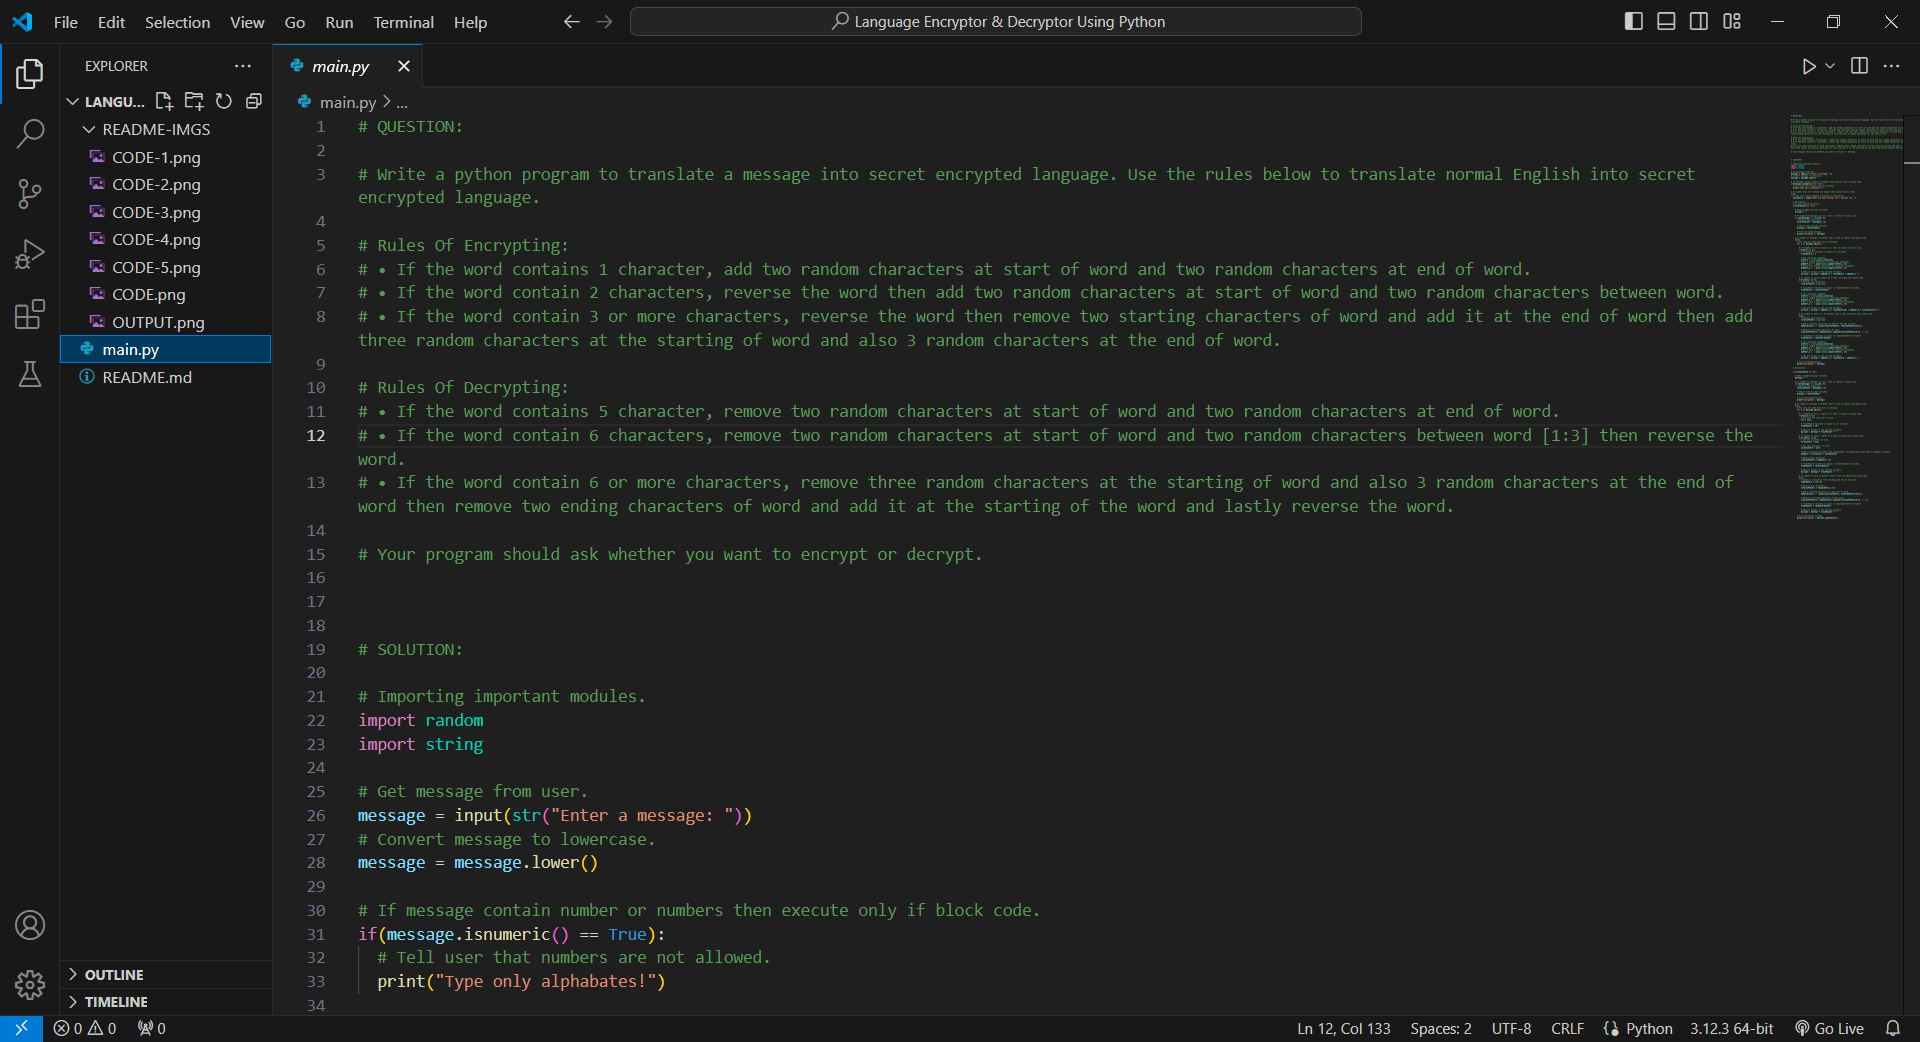 File Edit Selection View Go Run Terminal Help
Language Encryptor & Decryptor Using Python
EXPLORER
LANGU...
README-IMGS
CODE-1.png
CODE-2.png
CODE-3.png
CODE-4.png
CODE-5.png
CODE.png
OUTPUT.png
main.py
README.md
OUTLINE
TIMELINE
main.py
main.py > ...
1 # QUESTION:
2
3 # Write a python program to translate a message into secret encrypted language. Use the rules below to translate normal English into secret
encrypted language.
4
5 # Rules Of Encrypting:
6 # • If the word contains 1 character, add two random characters at start of word and two random characters at end of word.
7 # • If the word contain 2 characters, reverse the word then add two random characters at start of word and two random characters between word.
8 # • If the word contain 3 or more characters, reverse the word then remove two starting characters of word and add it at the end of word then add
three random characters at the starting of word and also 3 random characters at the end of word.
9
10 # Rules Of Decrypting:
11 # • If the word contains 5 character, remove two random characters at start of word and two random characters at end of word.
12 # • If the word contain 6 characters, remove two random characters at start of word and two random characters between word [1:3] then reverse the
word.
13 # • If the word contain 6 or more characters, remove three random characters at the starting of word and also 3 random characters at the end of
word then remove two ending characters of word and add it at the starting of the word and lastly reverse the word.
14
15 # Your program should ask whether you want to encrypt or decrypt.
16
17
18
19 # SOLUTION:
20
21 # Importing important modules.
22 import random
23 import string
24
25 # Get message from user.
26 message = input(str("Enter a message: "))
27 # Convert message to lowercase.
28 message = message.lower()
29
30 # If message contain number or numbers then execute only if block code.
31 if(message.isnumeric() == True):
32 # Tell user that numbers are not allowed.
33 print("Type only alphabates!")
34
0 0 0
Ln 12, Col 133 Spaces: 2 UTF-8 CRLF Python 3.12.3 64-bit Go Live